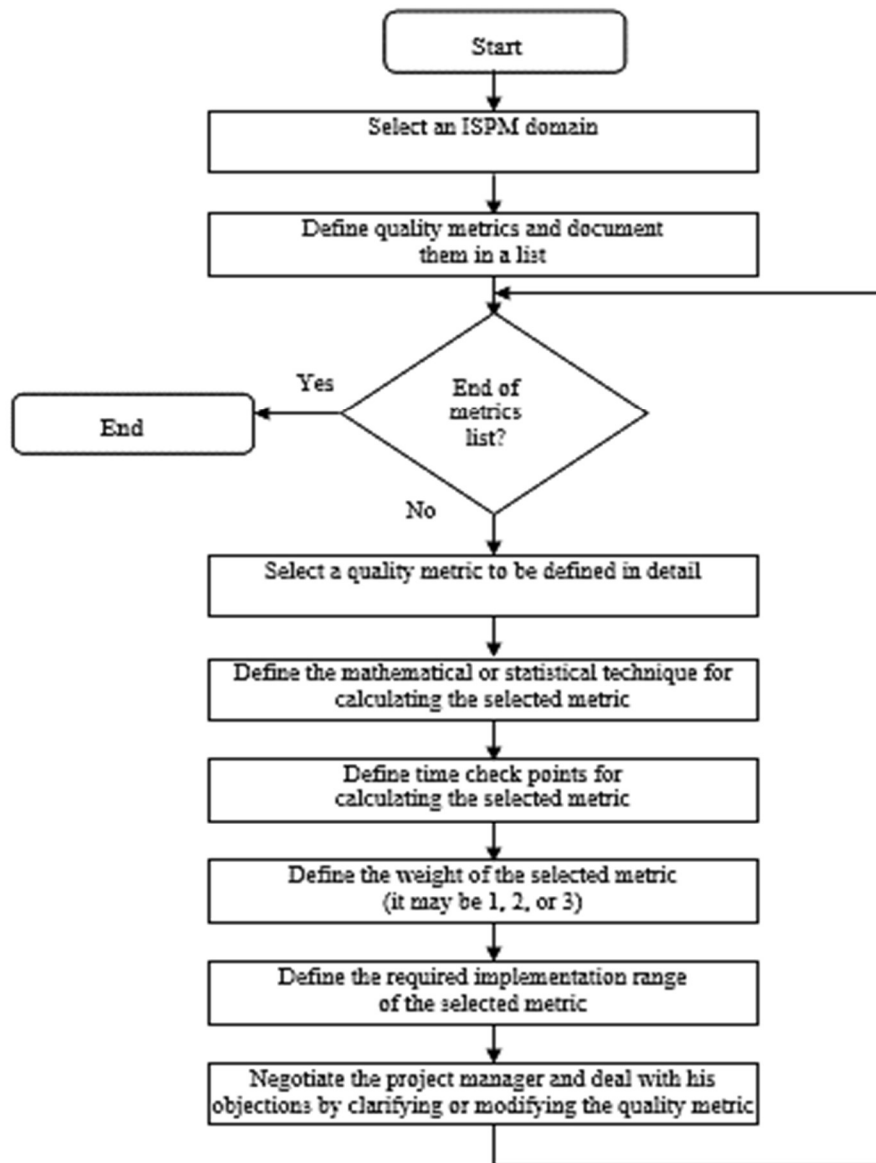 Start
Select an ISPM domain
Define quality metrics and document
them in a list
Yes
End of
metrics
list?
End
No
Select a quality metric to be defined in detail
Define the mathematical or statistical technique for
calculating the selected metric
Define time check points for
calculating the selected metric
Define the weight of the selected metric
(it may be 1, 2, or 3)
Define the required implementation range
of the selected metric
Negotiate the project manager and deal with his
objections by clarifying or modifying the quality metric